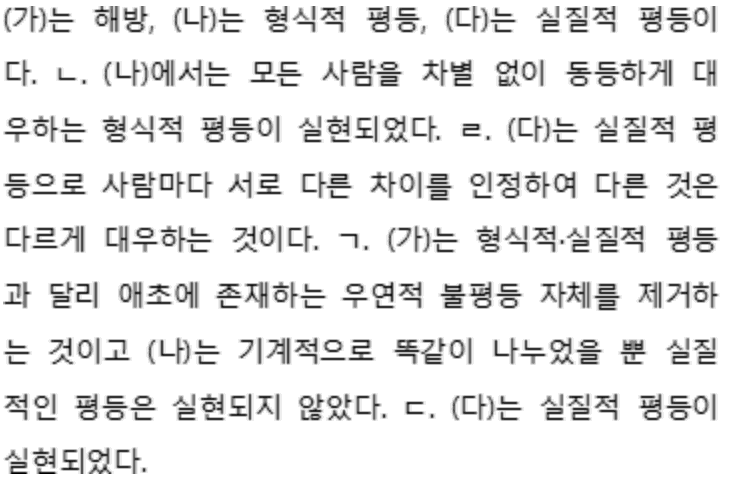 (가)는 해방, (나)는 형식적 평등, (다)는 실질적 평등이
다. ㄴ. (나)에서는 모든 사람을 차별 없이 동등하게 대
우하는 형식적 평등이 실현되었다. ㄹ. (다)는 실질적 평
등으로 사람마다 서로 다른 차이를 인정하여 다른 것은
다르게 대우하는 것이다. ㄱ. (가)는 형식적·실질적 평등
과 달리 애초에 존재하는 우연적 불평등 자체를 제거하
는 것이고 (나)는 기계적으로 똑같이 나누었을 뿐 실질
적인 평등은 실현되지 않았다. ㄷ. (다)는 실질적 평등이
실현되었다.